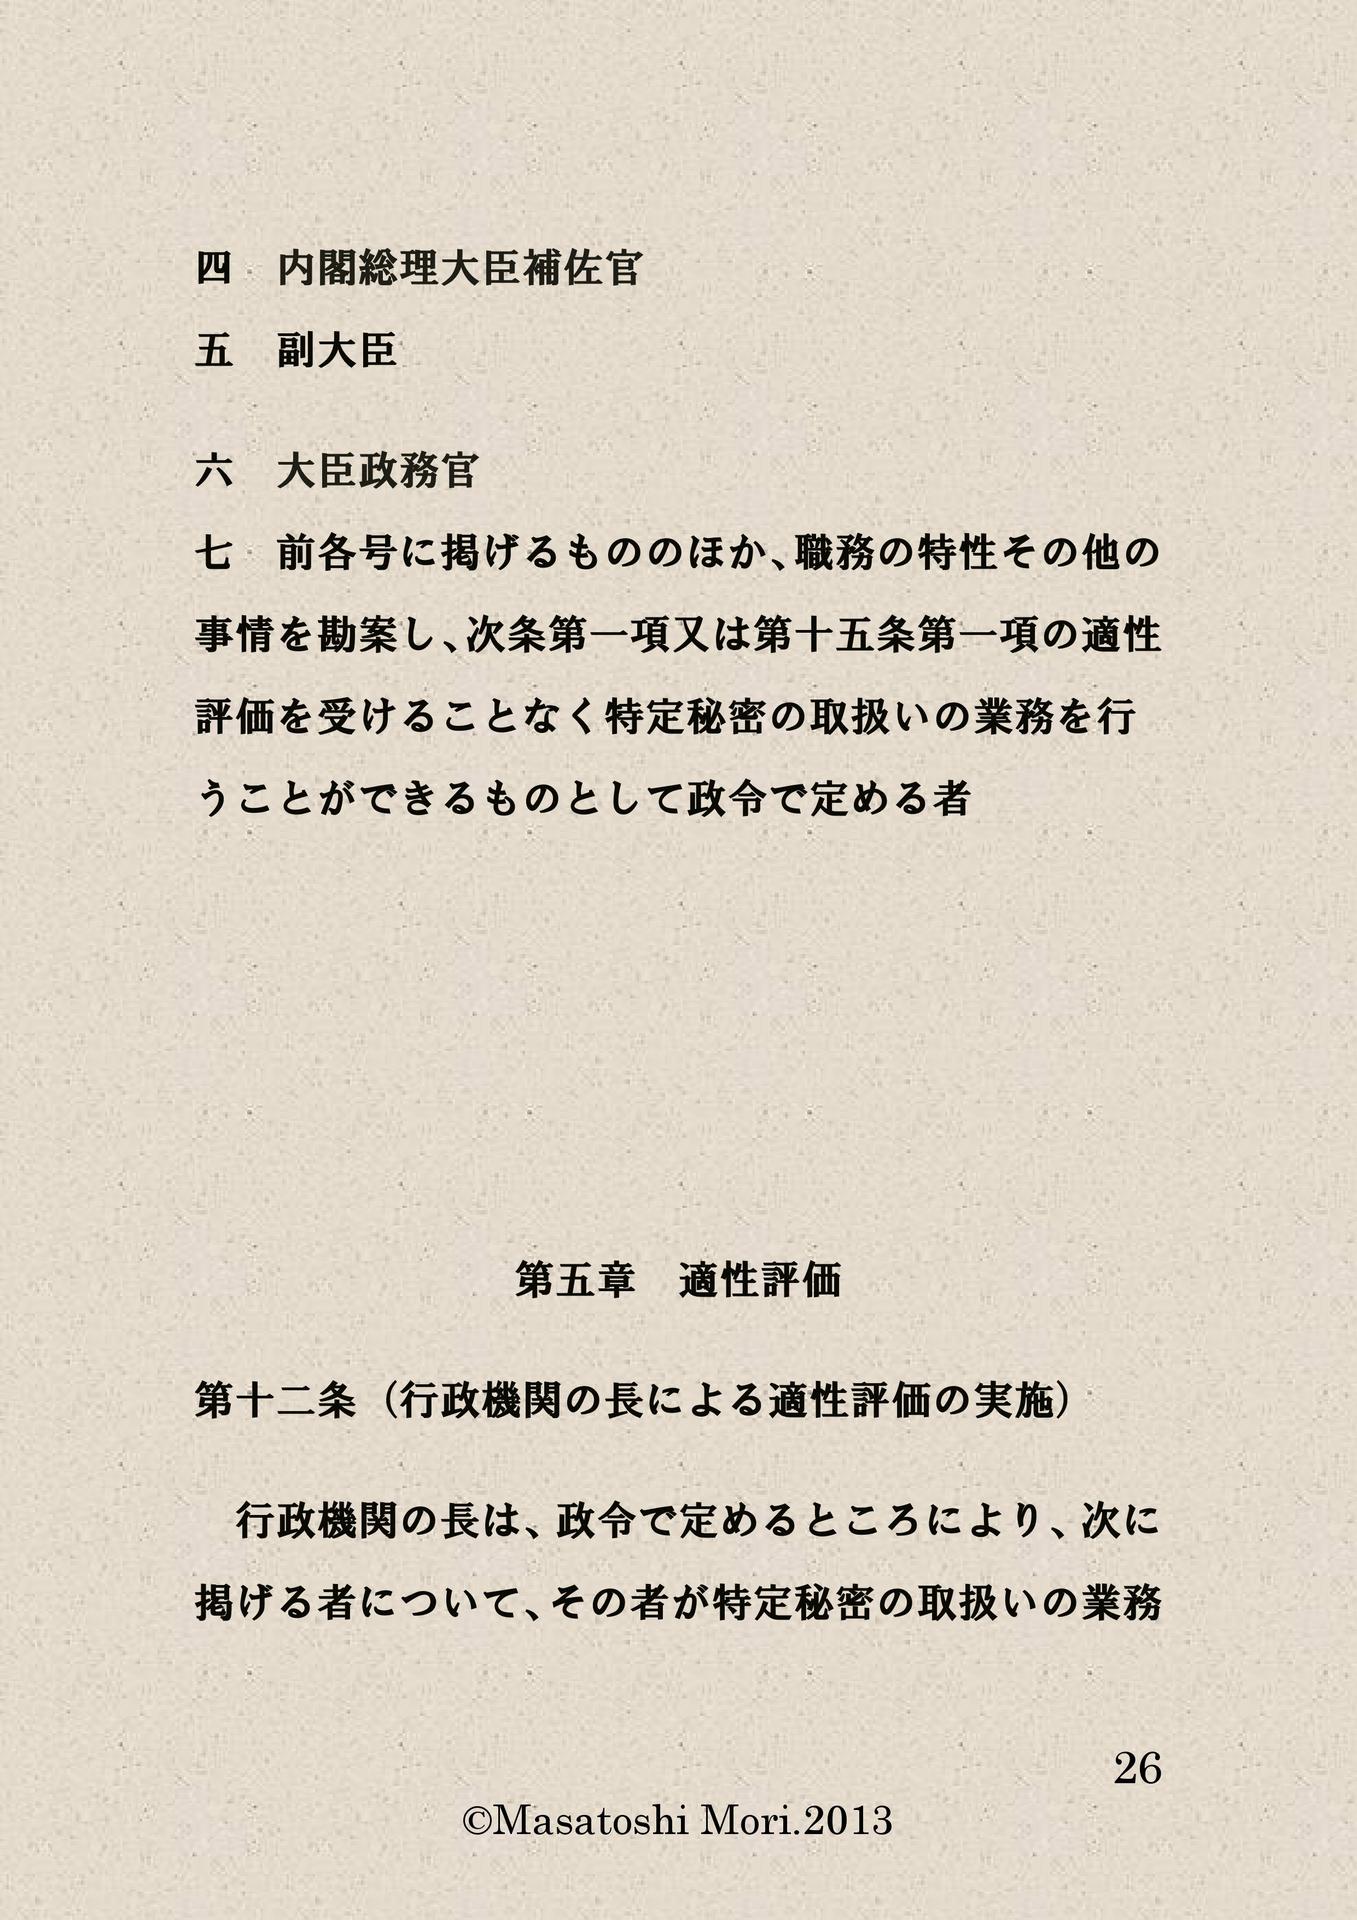 四　内閣総理大臣補佐官
五　副大臣
六　大臣政務官
七　前各号に掲げるもののほか、職務の特性その他の
事情を勘案し、次条第一項又は第十五条第一項の適性
評価を受けることなく特定秘密の取扱いの業務を行
うことができるものとして政令で定める者
第五章　適性評価
第十二条（行政機関の長による適性評価の実施）
　行政機関の長は、政令で定めるところにより、次に
掲げる者について、その者が特定秘密の取扱いの業務
26
©Masatoshi Mori.2013